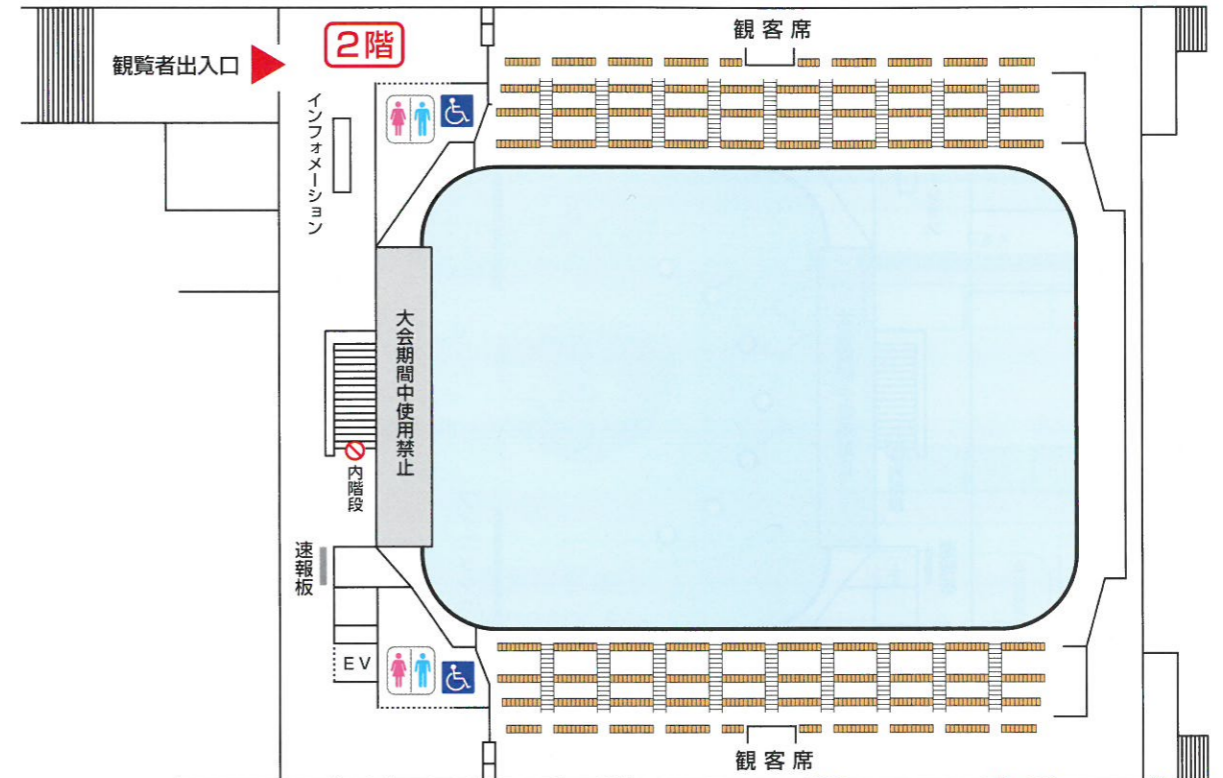 2階
観客席
観覧者出入口
インフォメーション
大会期間中使用禁止
内階段
速報板
EV
観客席